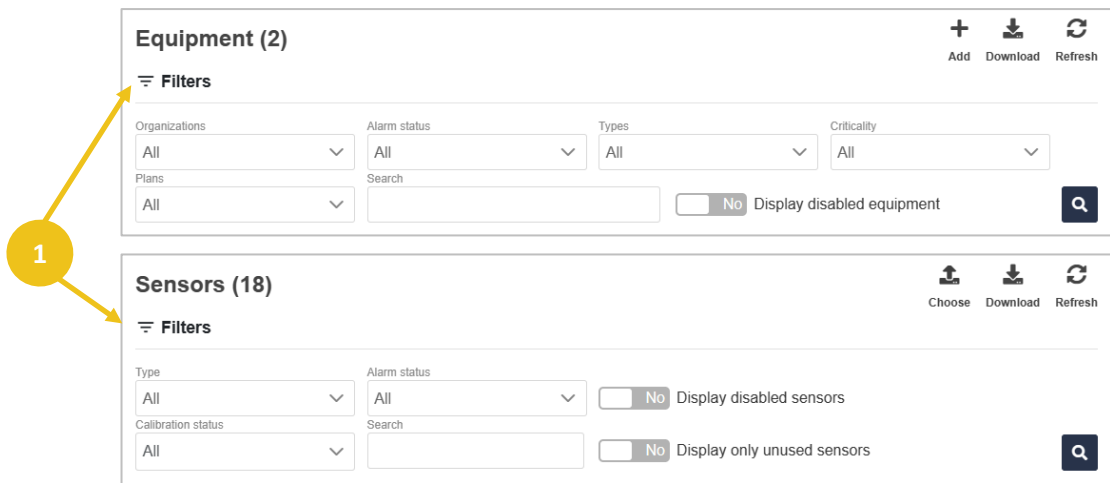 Equipment (2)
Add Download Refresh
Filters
Organizations Alarm status Types Criticality
All All All All
Plans Search
All No Display disabled equipment
1
Sensors (18)
Choose Download Refresh
Filters
Type Alarm status
All All No Display disabled sensors
Calibration status Search
All No Display only unused sensors